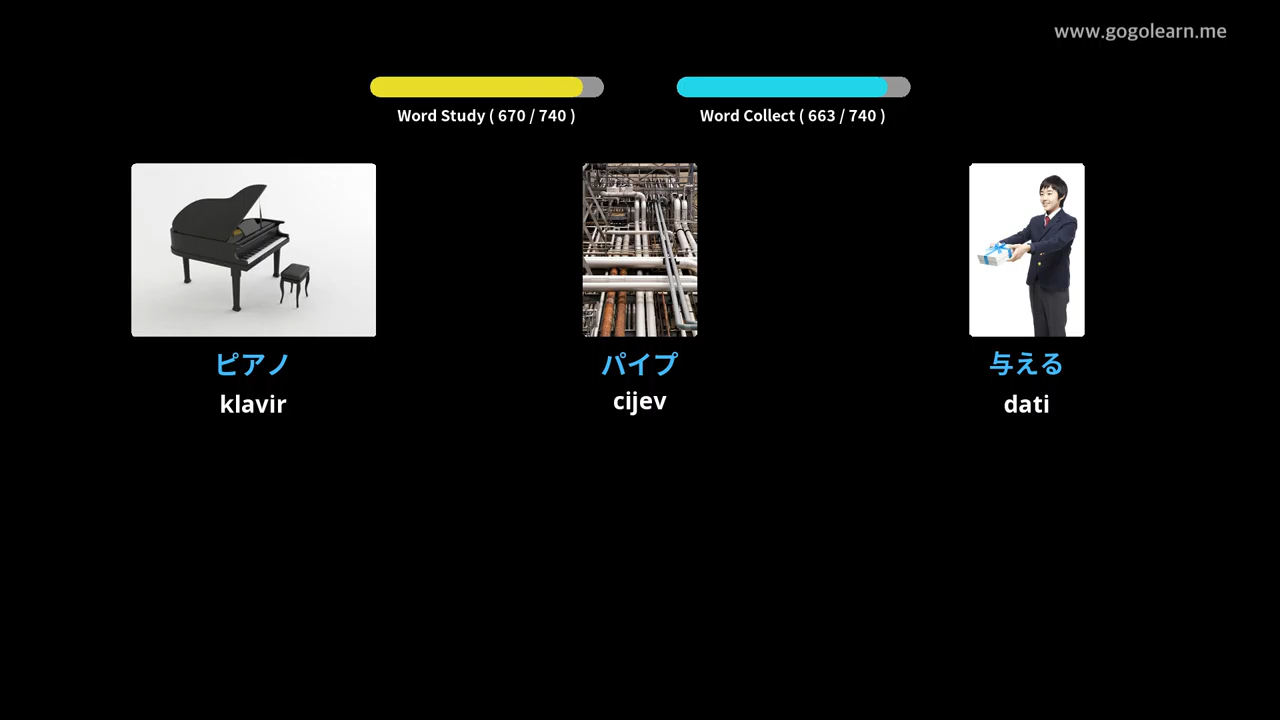 www.gogolearn.me
Word Study ( 670 / 740 )
Word Collect ( 663 / 740 )
ピアノ
klavir
パイプ
cijev
与える
dati